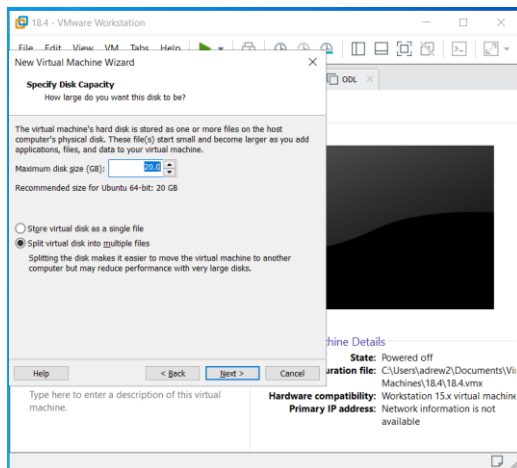 18.4 - VMware Workstation
File Edit View VM Tabs Help
New Virtual Machine Wizard
ODL
Specify Disk Capacity
How large do you want this disk to be?
The virtual machine's hard disk is stored as one or more files on the host
computer's physical disk. These file(s) start small and become larger as you add
applications, files, and data to your virtual machine.
Maximum disk size (GB): 20.0
Recommended size for Ubuntu 64-bit: 20 GB
Store virtual disk as a single file
Split virtual disk into multiple files
Splitting the disk makes it easier to move the virtual machine to another
computer but may reduce performance with very large disks.
Help < Back Next > Cancel
hine Details
State: Powered off
uration file: C:\Users\adrew2\Documents\Vi
Machines\18.4\18.4.vmx
Hardware compatibility: Workstation 15.x virtual machine
Primary IP address: Network information is not
available
Type here to enter a description of this virtual
machine.